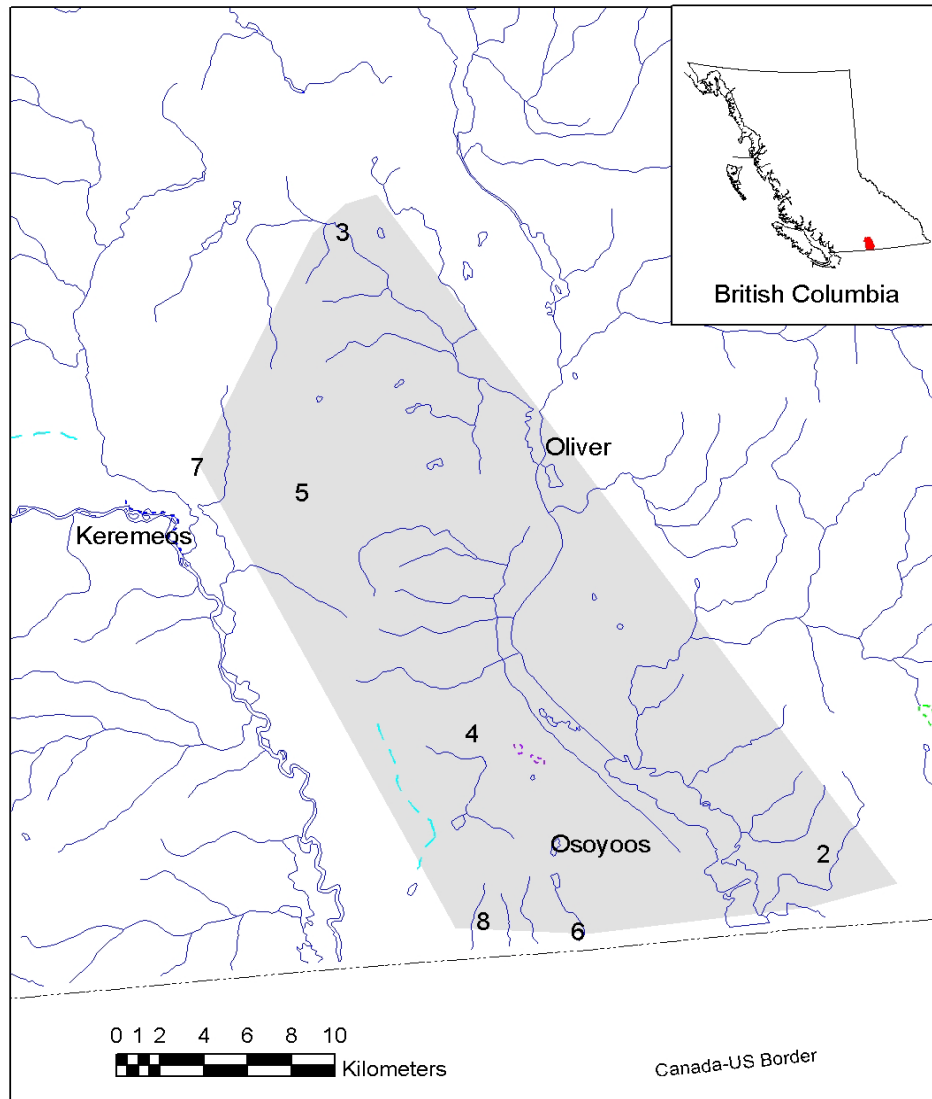 British Columbia
3
Oliver
7
5
Keremeos
4
Osoyoos
2
8
6
0 1 2 4 6 8 10
Kilometers
Canada-US Border